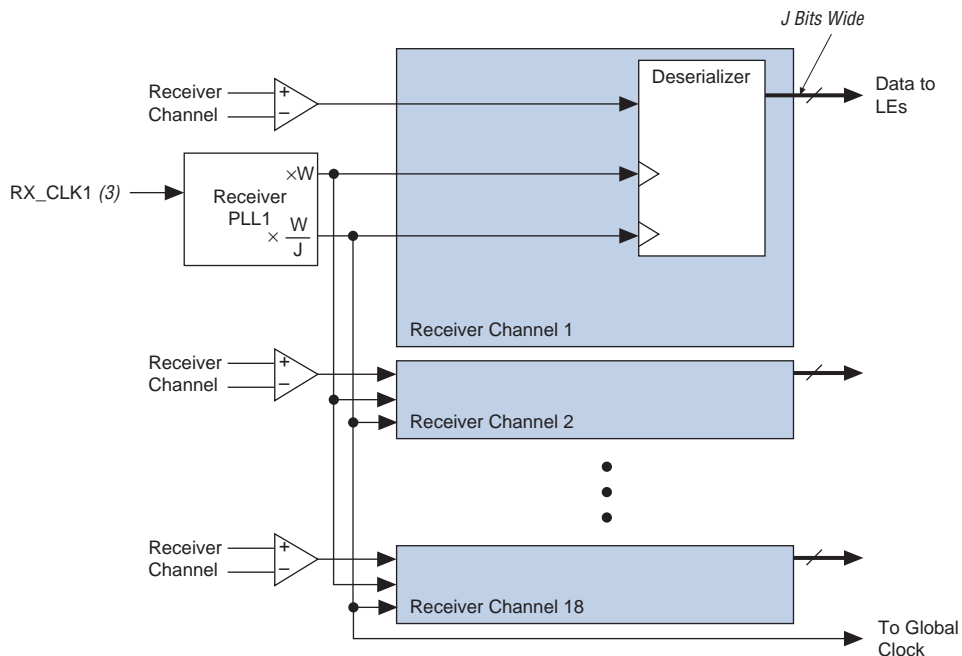 J Bits Wide
Deserializer
Data to
LEs
Receiver
Channel
+
−
RX_CLK1 (3)
×W
Receiver
PLL1
× W
J
Receiver Channel 1
Receiver
Channel
+
−
Receiver Channel 2
Receiver
Channel
+
−
Receiver Channel 18
To Global
Clock